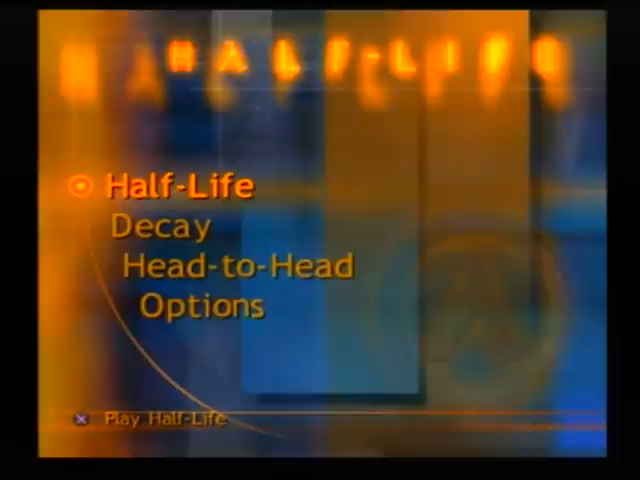 HALF-LIFE
Half-Life
Decay
Head-to-Head
Options
Play Half-Life